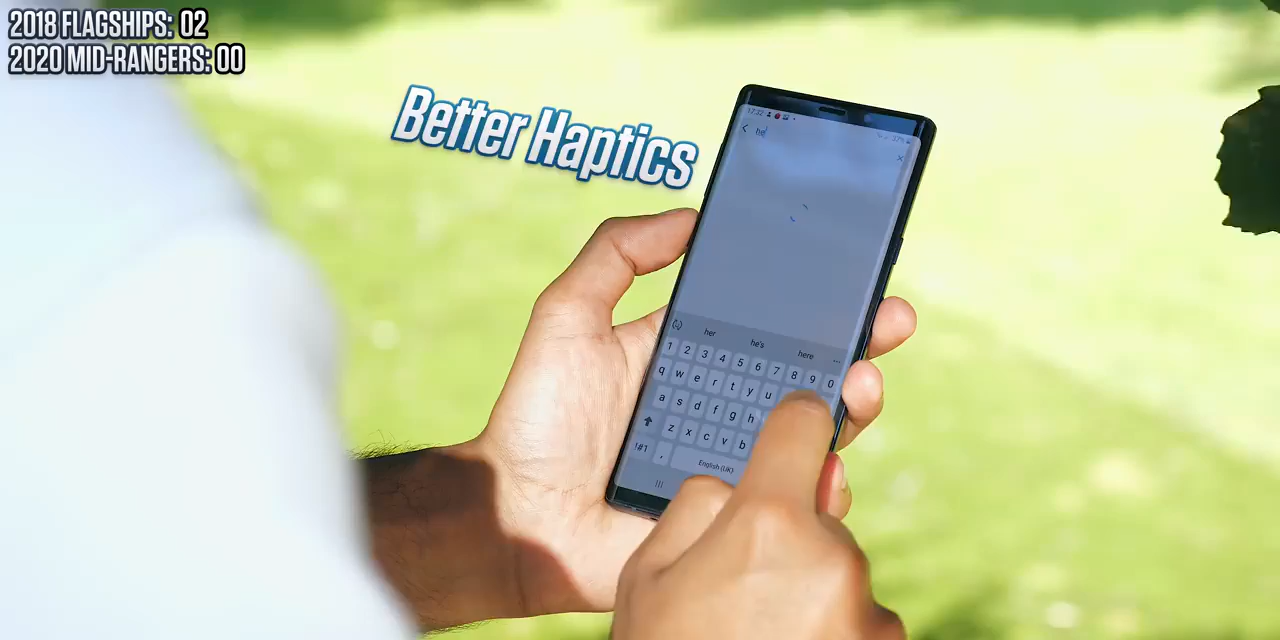 2018 FLAGSHIPS: 02
2020 MID-RANGERS: 00
Better Haptics
he
her he's here
1 2 3 4 5 6 7 8 9 0
q w e r t y u
a s d f g h
z x c v b
!#1 , English (UK)